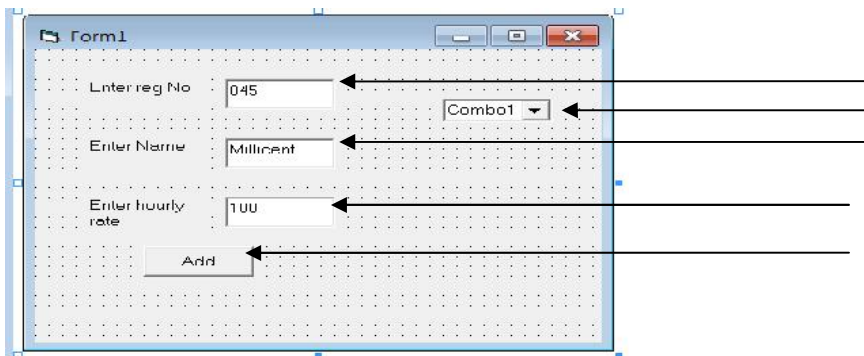 Form1
Enter reg No
045
Combo1
Enter Name
Millicent
Enter hourly
rate
100
Add